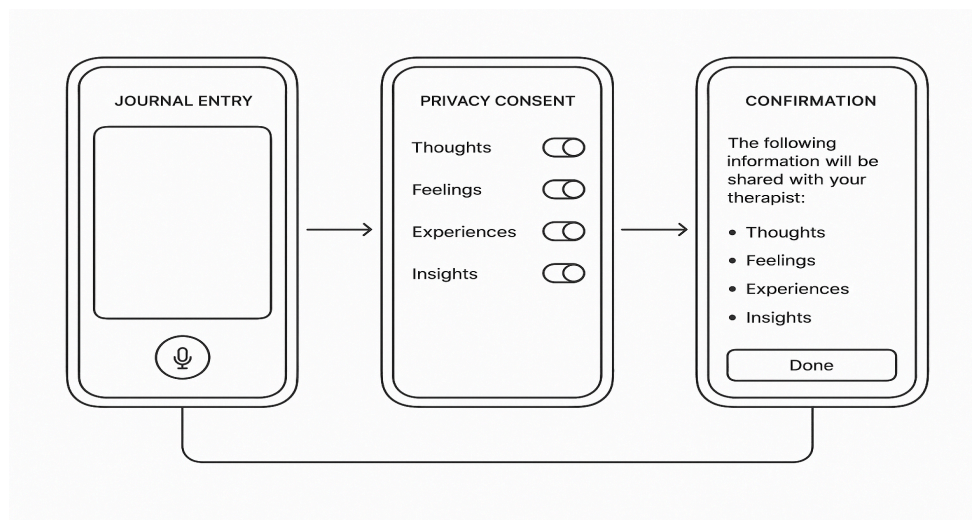 JOURNAL ENTRY
PRIVACY CONSENT
Thoughts
Feelings
Experiences
Insights
CONFIRMATION
The following
information will be
shared with your
therapist:
• Thoughts
• Feelings
• Experiences
• Insights
Done